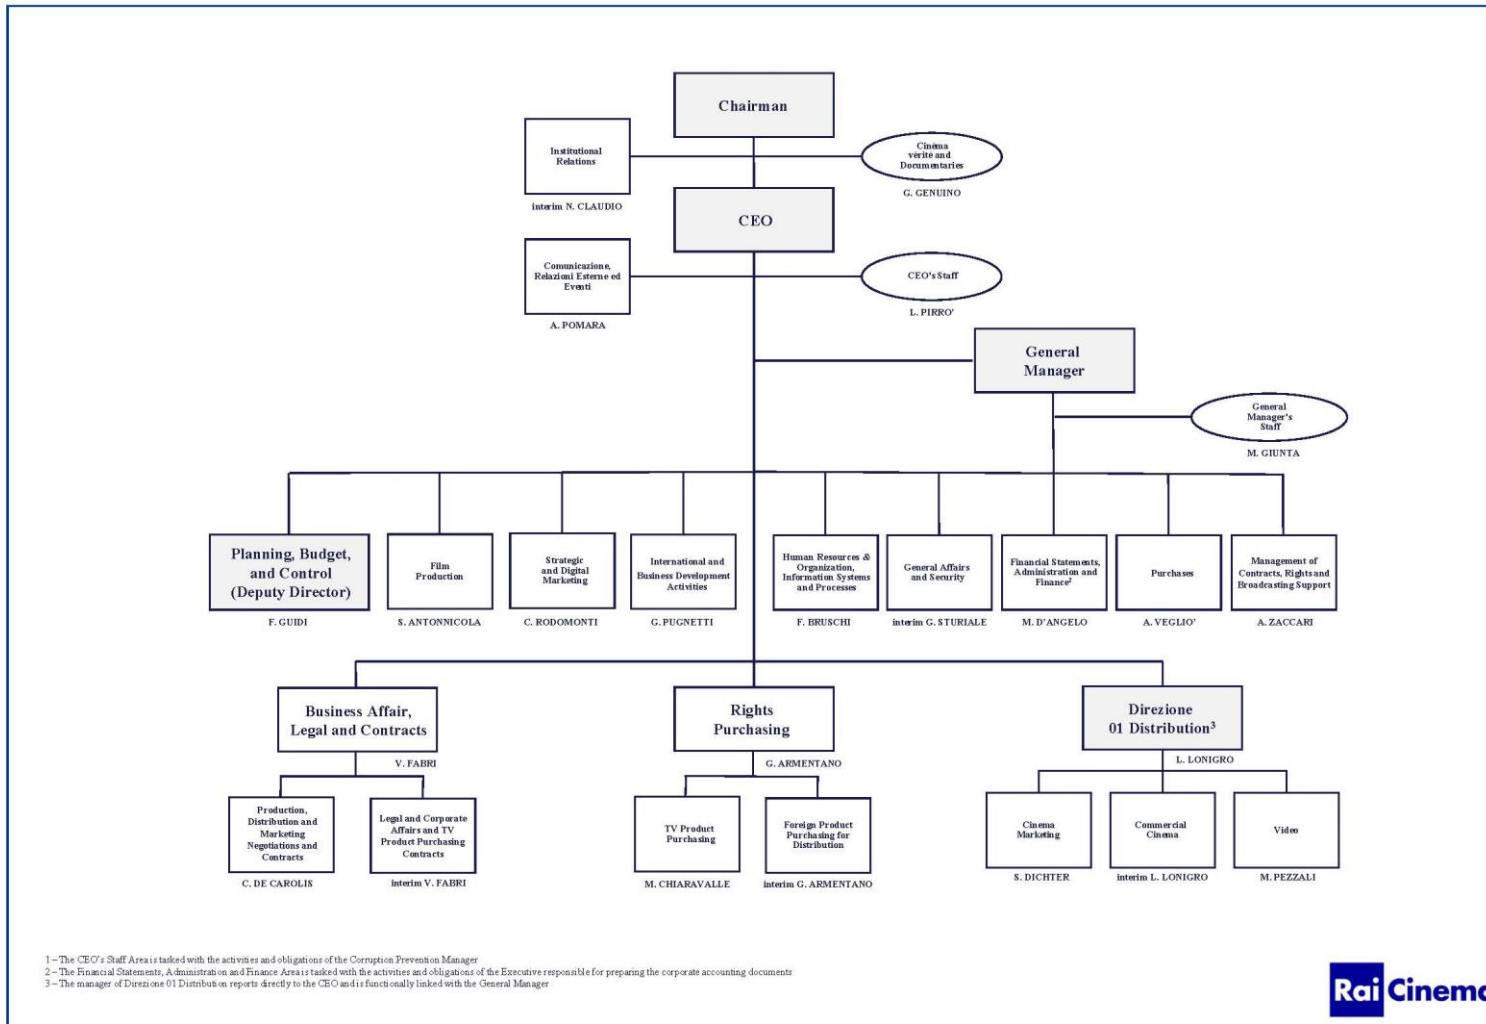 Chairman
Institutional
Relations
interim N. CLAUDIO
Cinéma
vérité and
Documentaries
G. GENUINO
CEO
Comunicazione,
Relazioni Esterne ed
Eventi
A. POMARA
CEO's Staff
L. PIRRO'
General
Manager
General
Manager's
Staff
M. GIUNTA
Planning, Budget,
and Control
(Deputy Director)
F. GUIDI
Film
Production
S. ANTONNICOLA
Strategic
and Digital
Marketing
C. RODOMONTI
International and
Business Development
Activities
G. PUGNETTI
Human Resources &
Organization,
Information Systems
and Processes
F. BRUSCHI
General Affairs
and Security
interim G. STURIALE
Financial Statements,
Administration and
Finance²
M. D'ANGELO
Purchases
A. VEGLIO'
Management of
Contracts, Rights and
Broadcasting Support
A. ZACCARI
Business Affair,
Legal and Contracts
V. FABRI
Production,
Distribution and
Marketing
Negotiations and
Contracts
C. DE CAROLIS
Legal and Corporate
Affairs and TV
Product Purchasing
Contracts
interim V. FABRI
Rights
Purchasing
G. ARMENTANO
TV Product
Purchasing
M. CHIARAVALLE
Foreign Product
Purchasing for
Distribution
interim G. ARMENTANO
Direzione
01 Distribution³
L. LONIGRO
Cinema
Marketing
S. DICHTER
Commercial
Cinema
interim L. LONIGRO
Video
M. PEZZALI
1 – The CEO's Staff Area is tasked with the activities and obligations of the Corruption Prevention Manager
2 – The Financial Statements, Administration and Finance Area is tasked with the activities and obligations of the Executive responsible for preparing the corporate accounting documents
3 – The manager of Direzione 01 Distribution reports directly to the CEO and is functionally linked with the General Manager
Rai Cinema